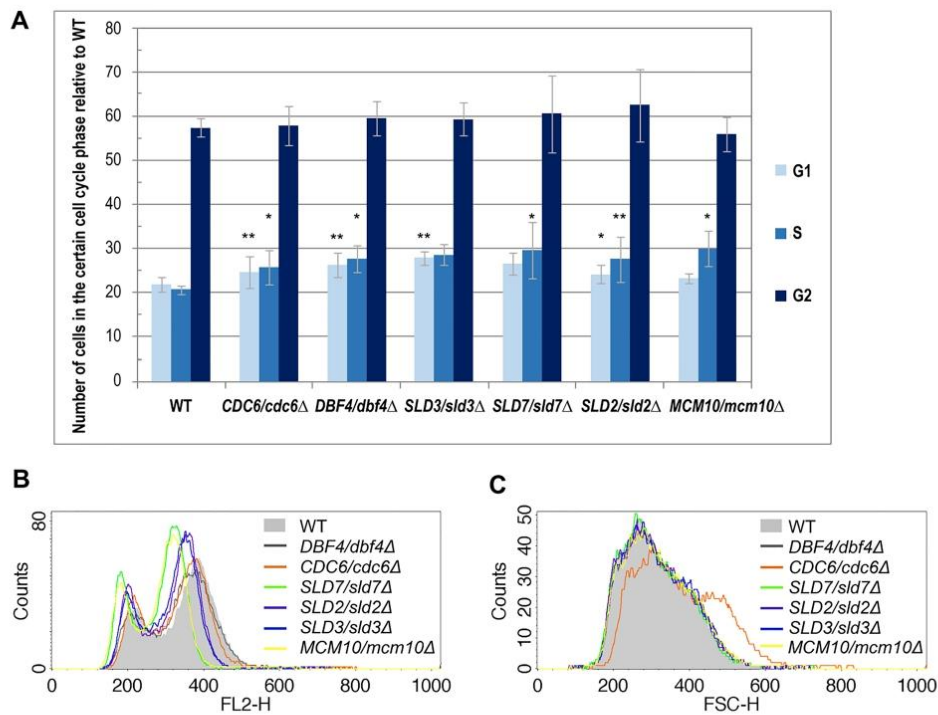 A
Number of cells in the certain cell cycle phase relative to WT
80
70
60
50
40
30
20
10
0
** * ** * ** * * ** *
WT CDC6/cdc6Δ DBF4/dbf4Δ SLD3/sld3Δ SLD7/sld7Δ SLD2/sld2Δ MCM10/mcm10Δ
G1
S
G2
B
Counts
80
0
0 200 400 600 800 1000
FL2-H
WT
DBF4/dbf4Δ
CDC6/cdc6Δ
SLD7/sld7Δ
SLD2/sld2Δ
SLD3/sld3Δ
MCM10/mcm10Δ
C
Counts
50
40
30
20
10
0
0 200 400 600 800 1000
FSC-H
WT
DBF4/dbf4Δ
CDC6/cdc6Δ
SLD7/sld7Δ
SLD2/sld2Δ
SLD3/sld3Δ
MCM10/mcm10Δ